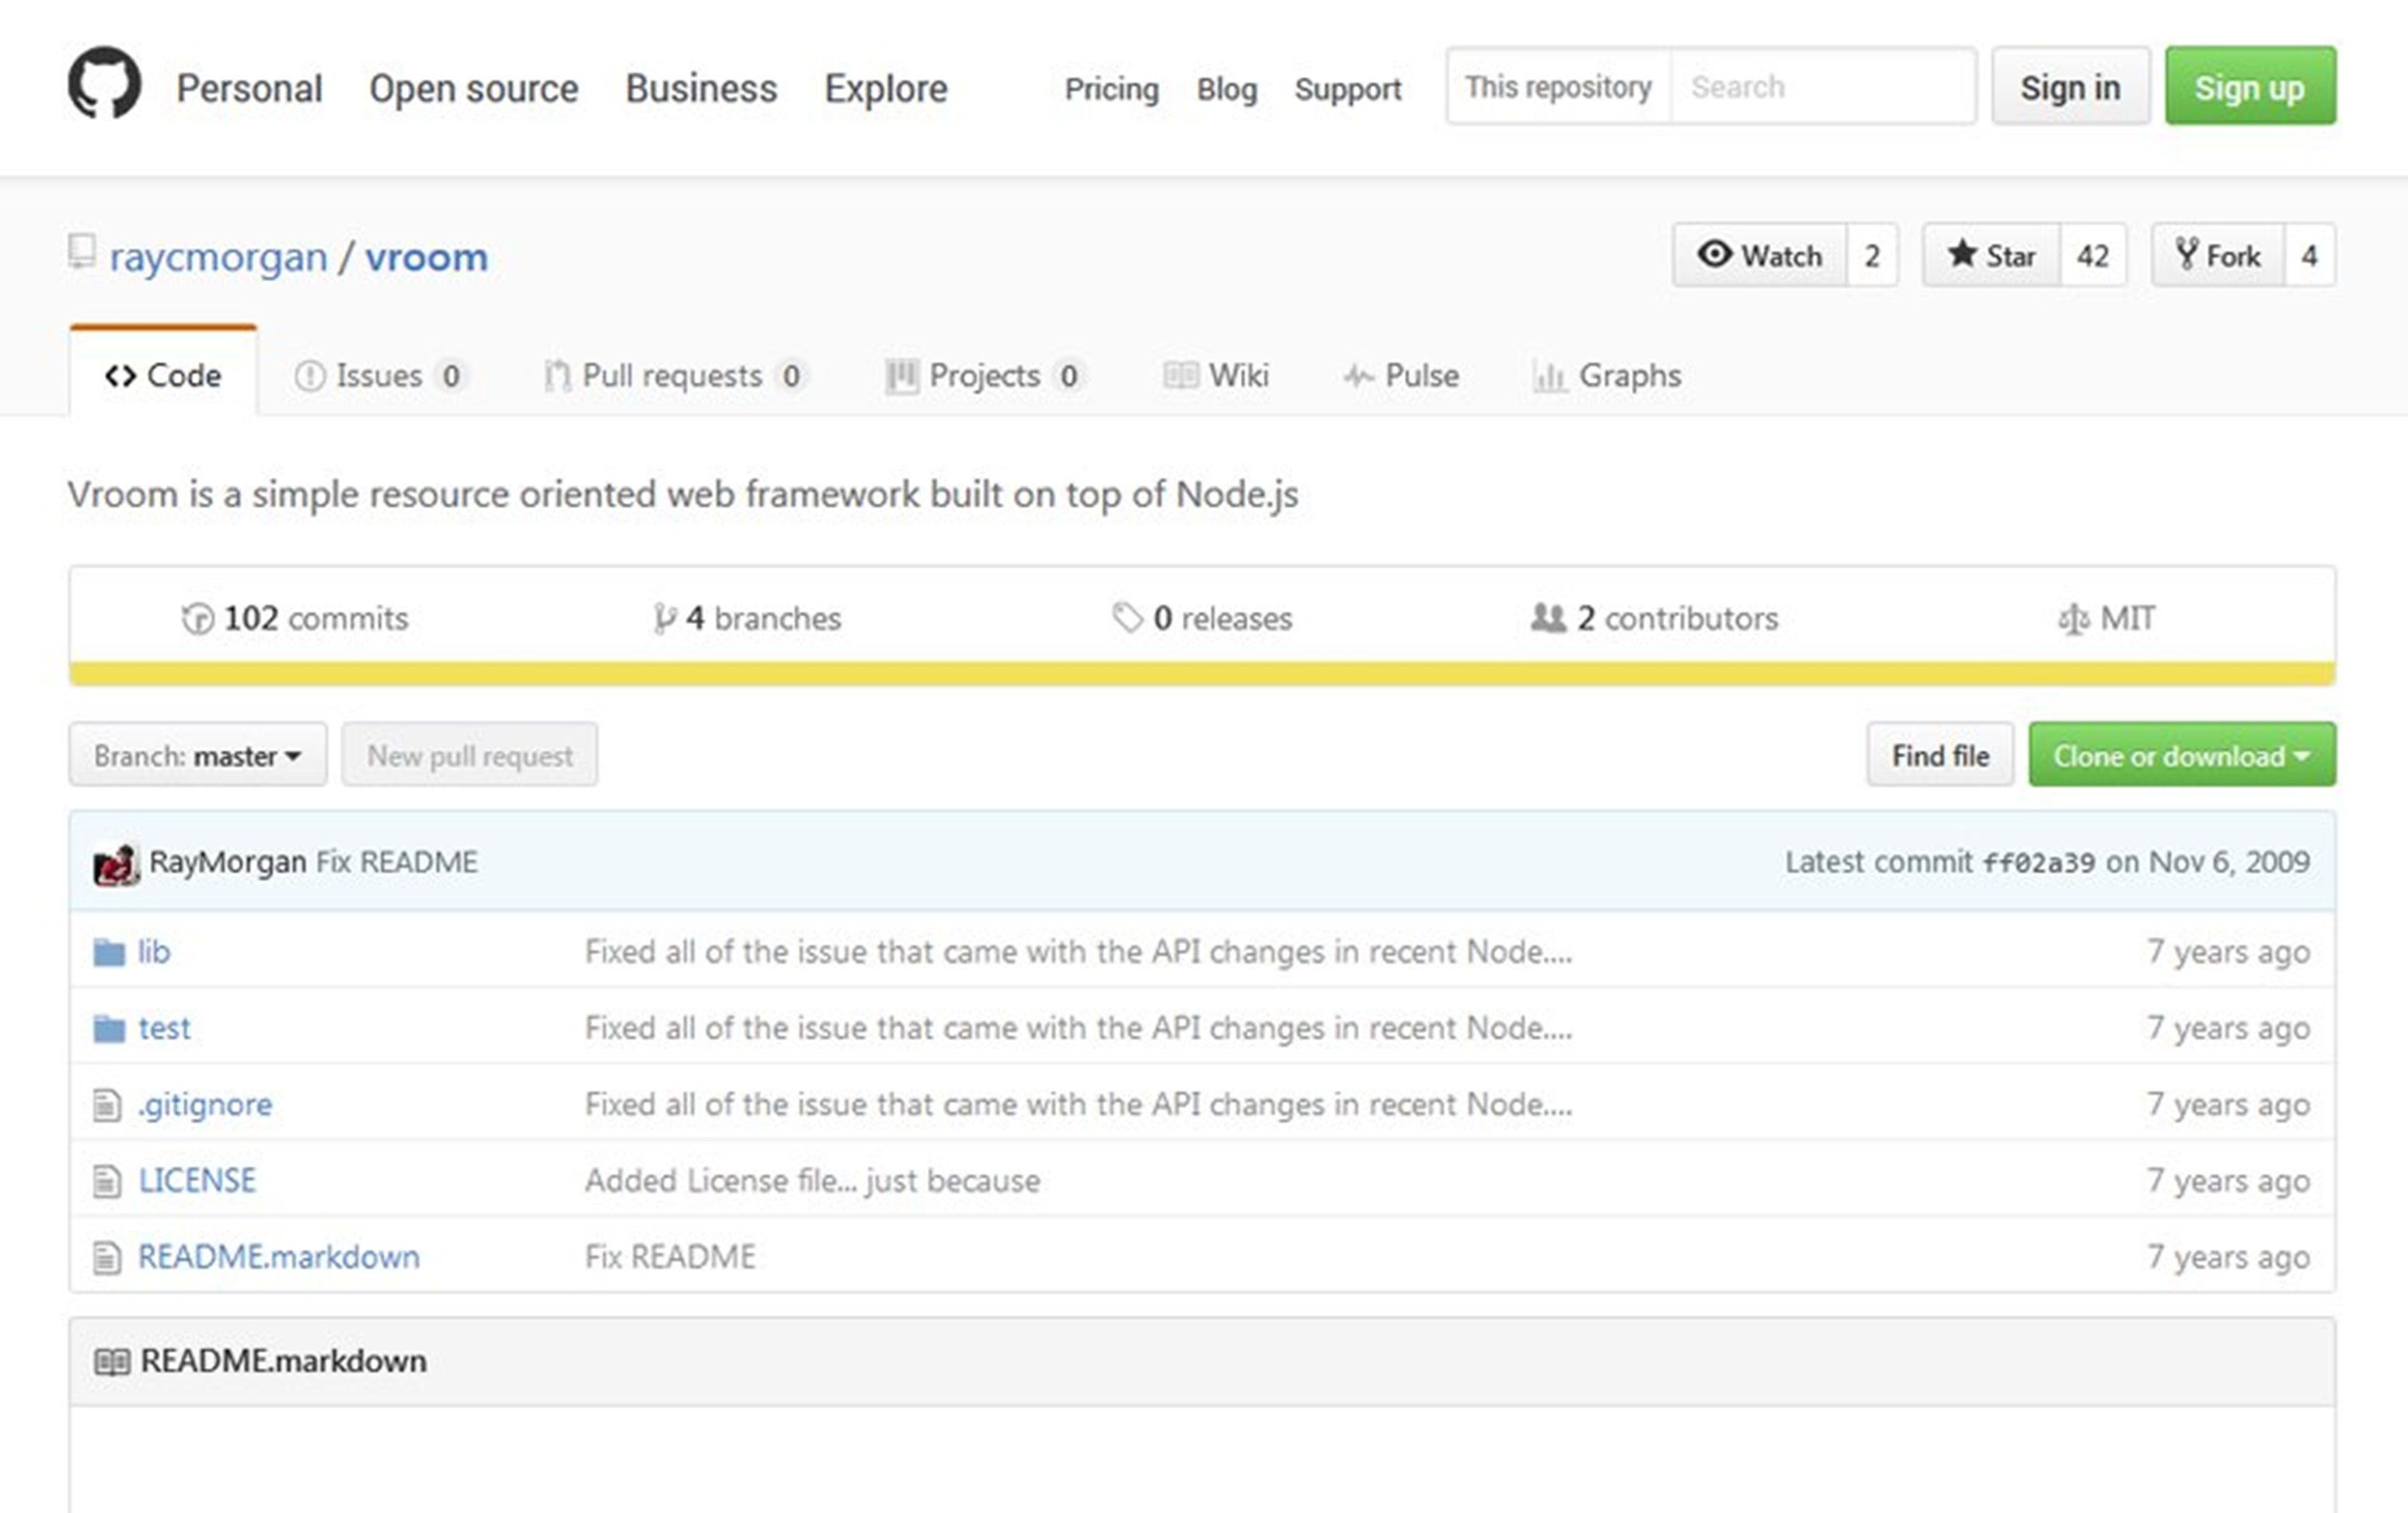 Personal Open source Business Explore Pricing Blog Support This repository Search Sign in Sign up
raycmorgan / vroom Watch 2 Star 42 Fork 4
Code Issues 0 Pull requests 0 Projects 0 Wiki Pulse Graphs
Vroom is a simple resource oriented web framework built on top of Node.js
102 commits 4 branches 0 releases 2 contributors MIT
Branch: master New pull request Find file Clone or download
RayMorgan Fix README Latest commit ff02a39 on Nov 6, 2009
lib Fixed all of the issue that came with the API changes in recent Node.... 7 years ago
test Fixed all of the issue that came with the API changes in recent Node.... 7 years ago
.gitignore Fixed all of the issue that came with the API changes in recent Node.... 7 years ago
LICENSE Added License file... just because 7 years ago
README.markdown Fix README 7 years ago
README.markdown